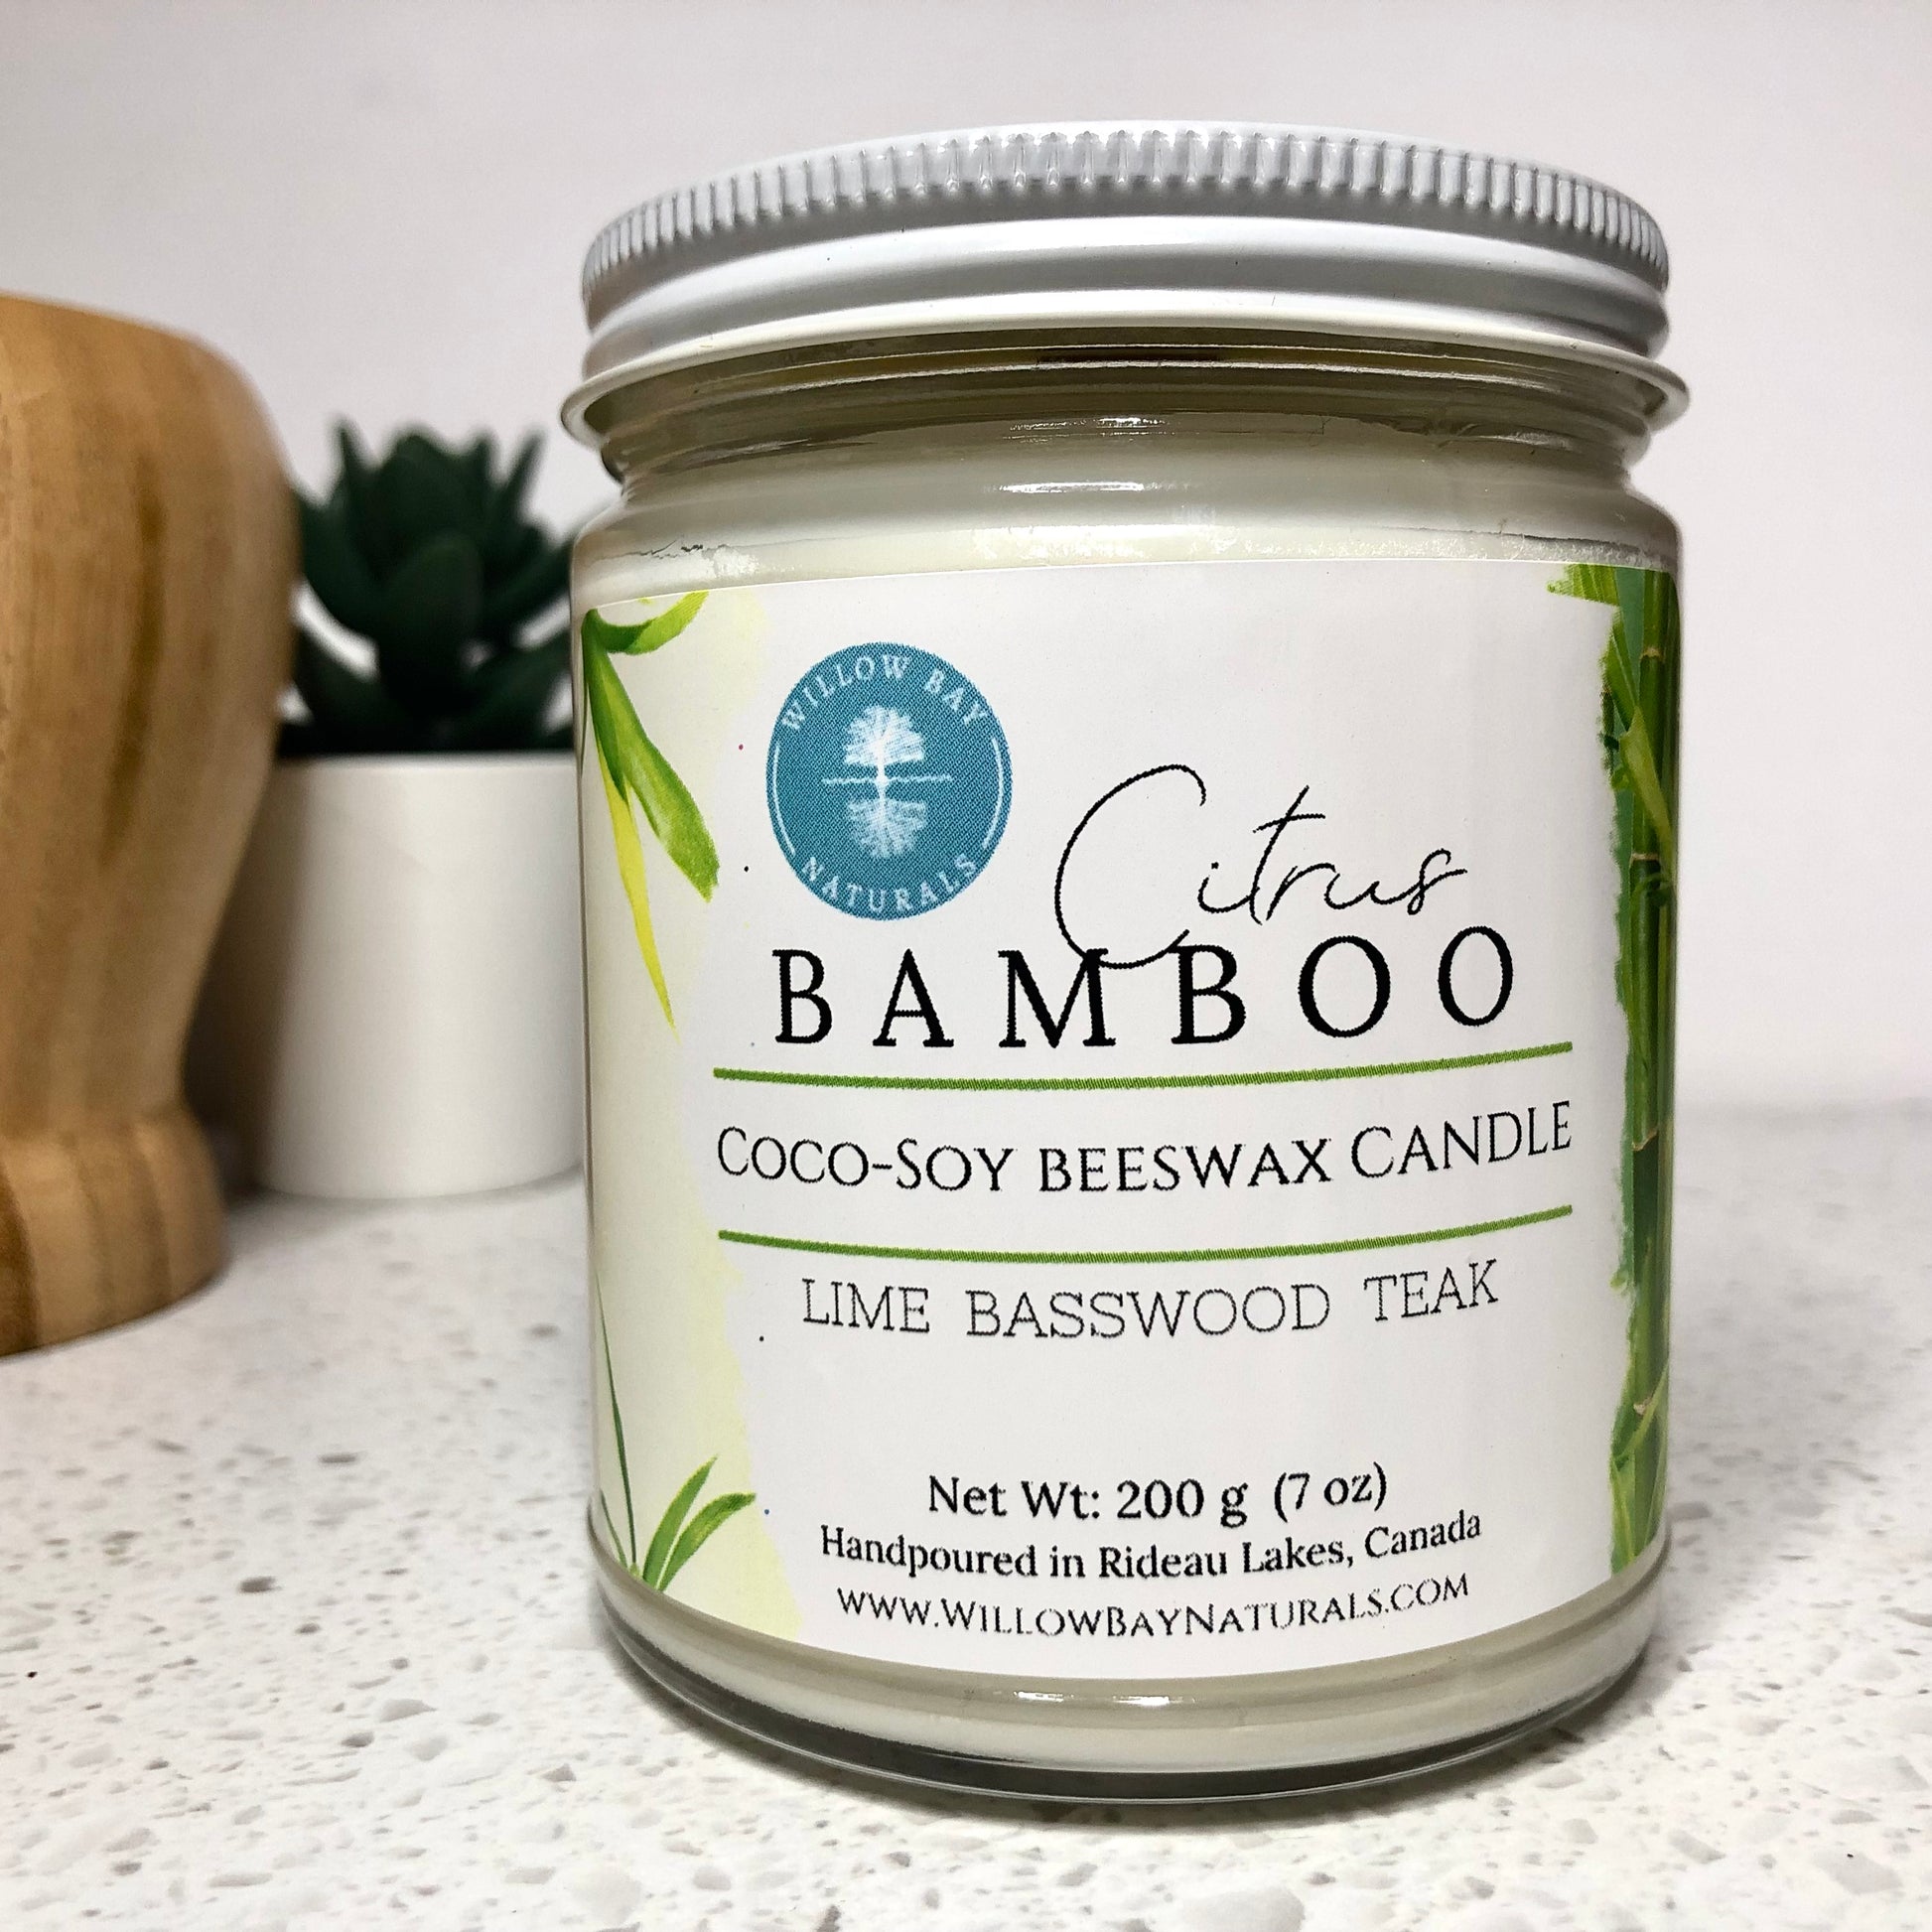 WILLOW BAY
NATURALS
Citrus
BAMBOO
COCO-SOY BEESWAX CANDLE
LIME BASSWOOD TEAK
Net Wt: 200 g (7 oz)
Handpoured in Rideau Lakes, Canada
WWW.WILLOWBAYNATURALS.COM